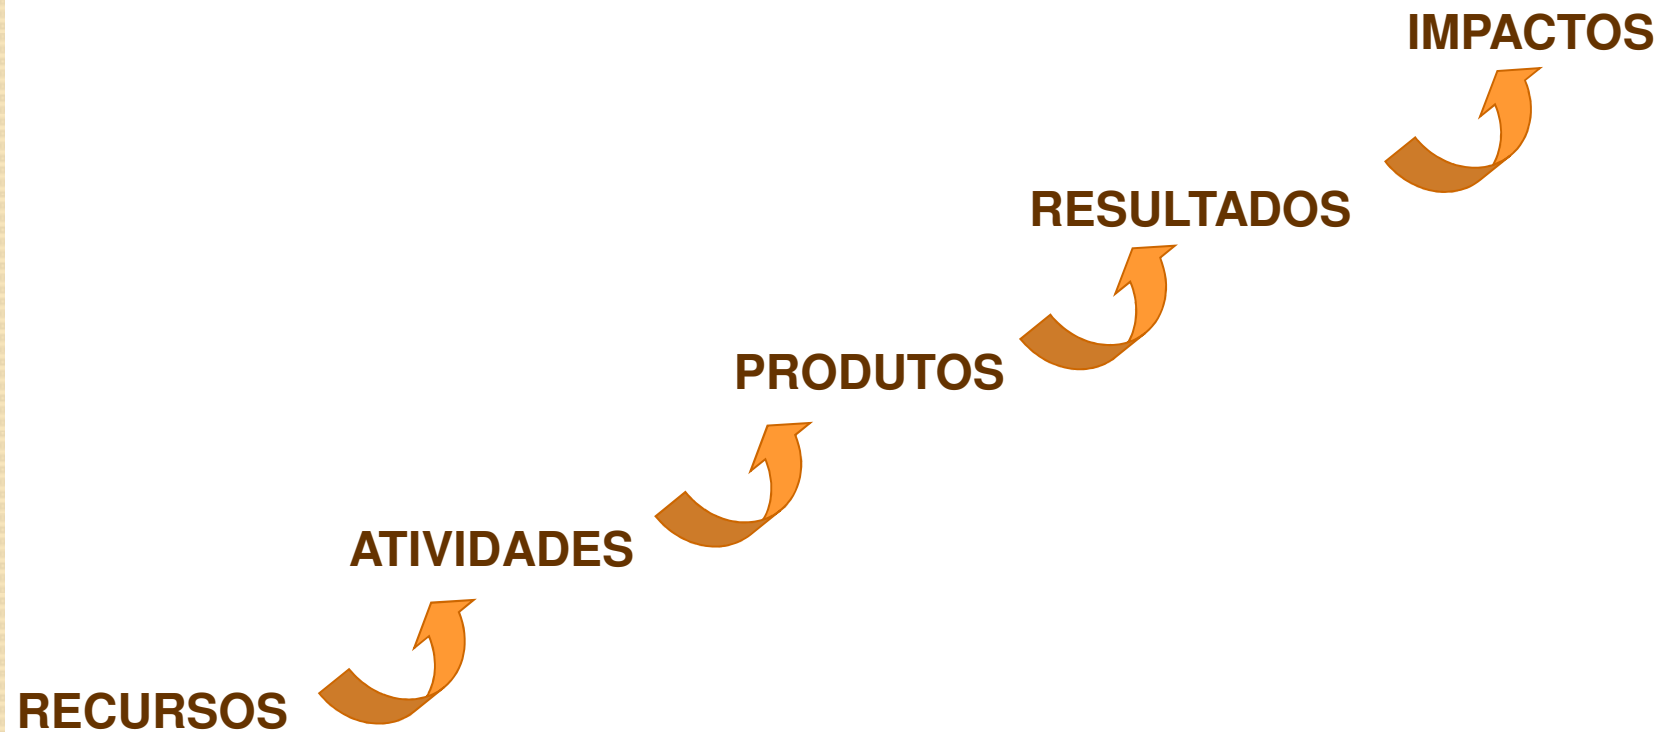 IMPACTOS
RESULTADOS
PRODUTOS
ATIVIDADES
RECURSOS